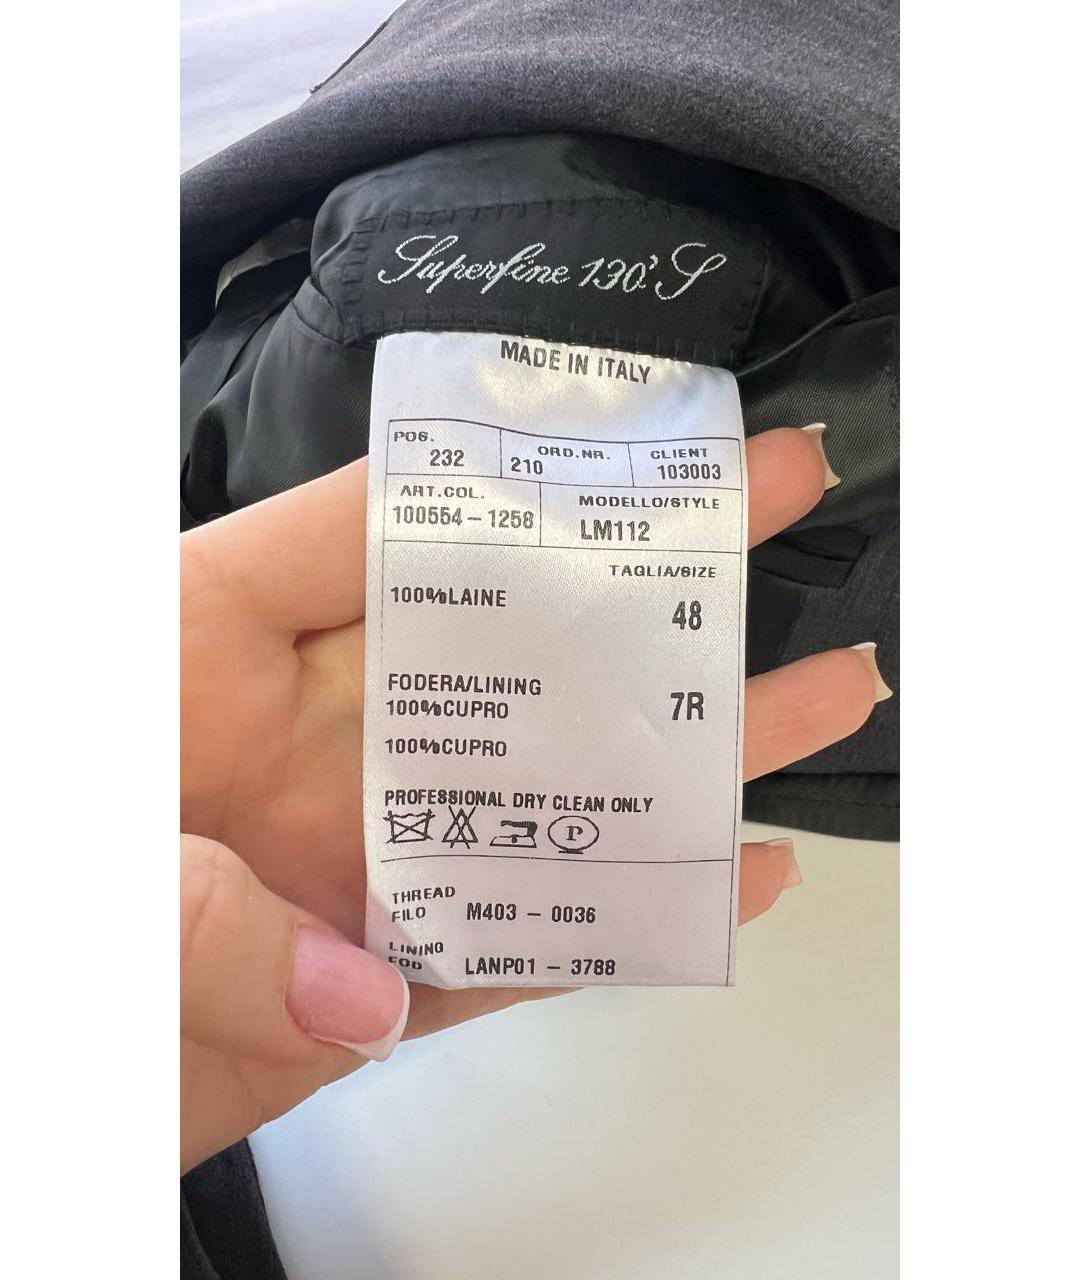 Superfine 130'S
MADE IN ITALY
POS. ORD.NR. CLIENT
232 210 103003
ART.COL. MODELLO/STYLE
100554-1258 LM112
TAGLIA/SIZE
100%LAINE 48
FODERA/LINING
100%CUPRO 7R
100%CUPRO
PROFESSIONAL DRY CLEAN ONLY
P
THREAD
FILO M403 - 0036
LINING
FOD LANP01 - 3788